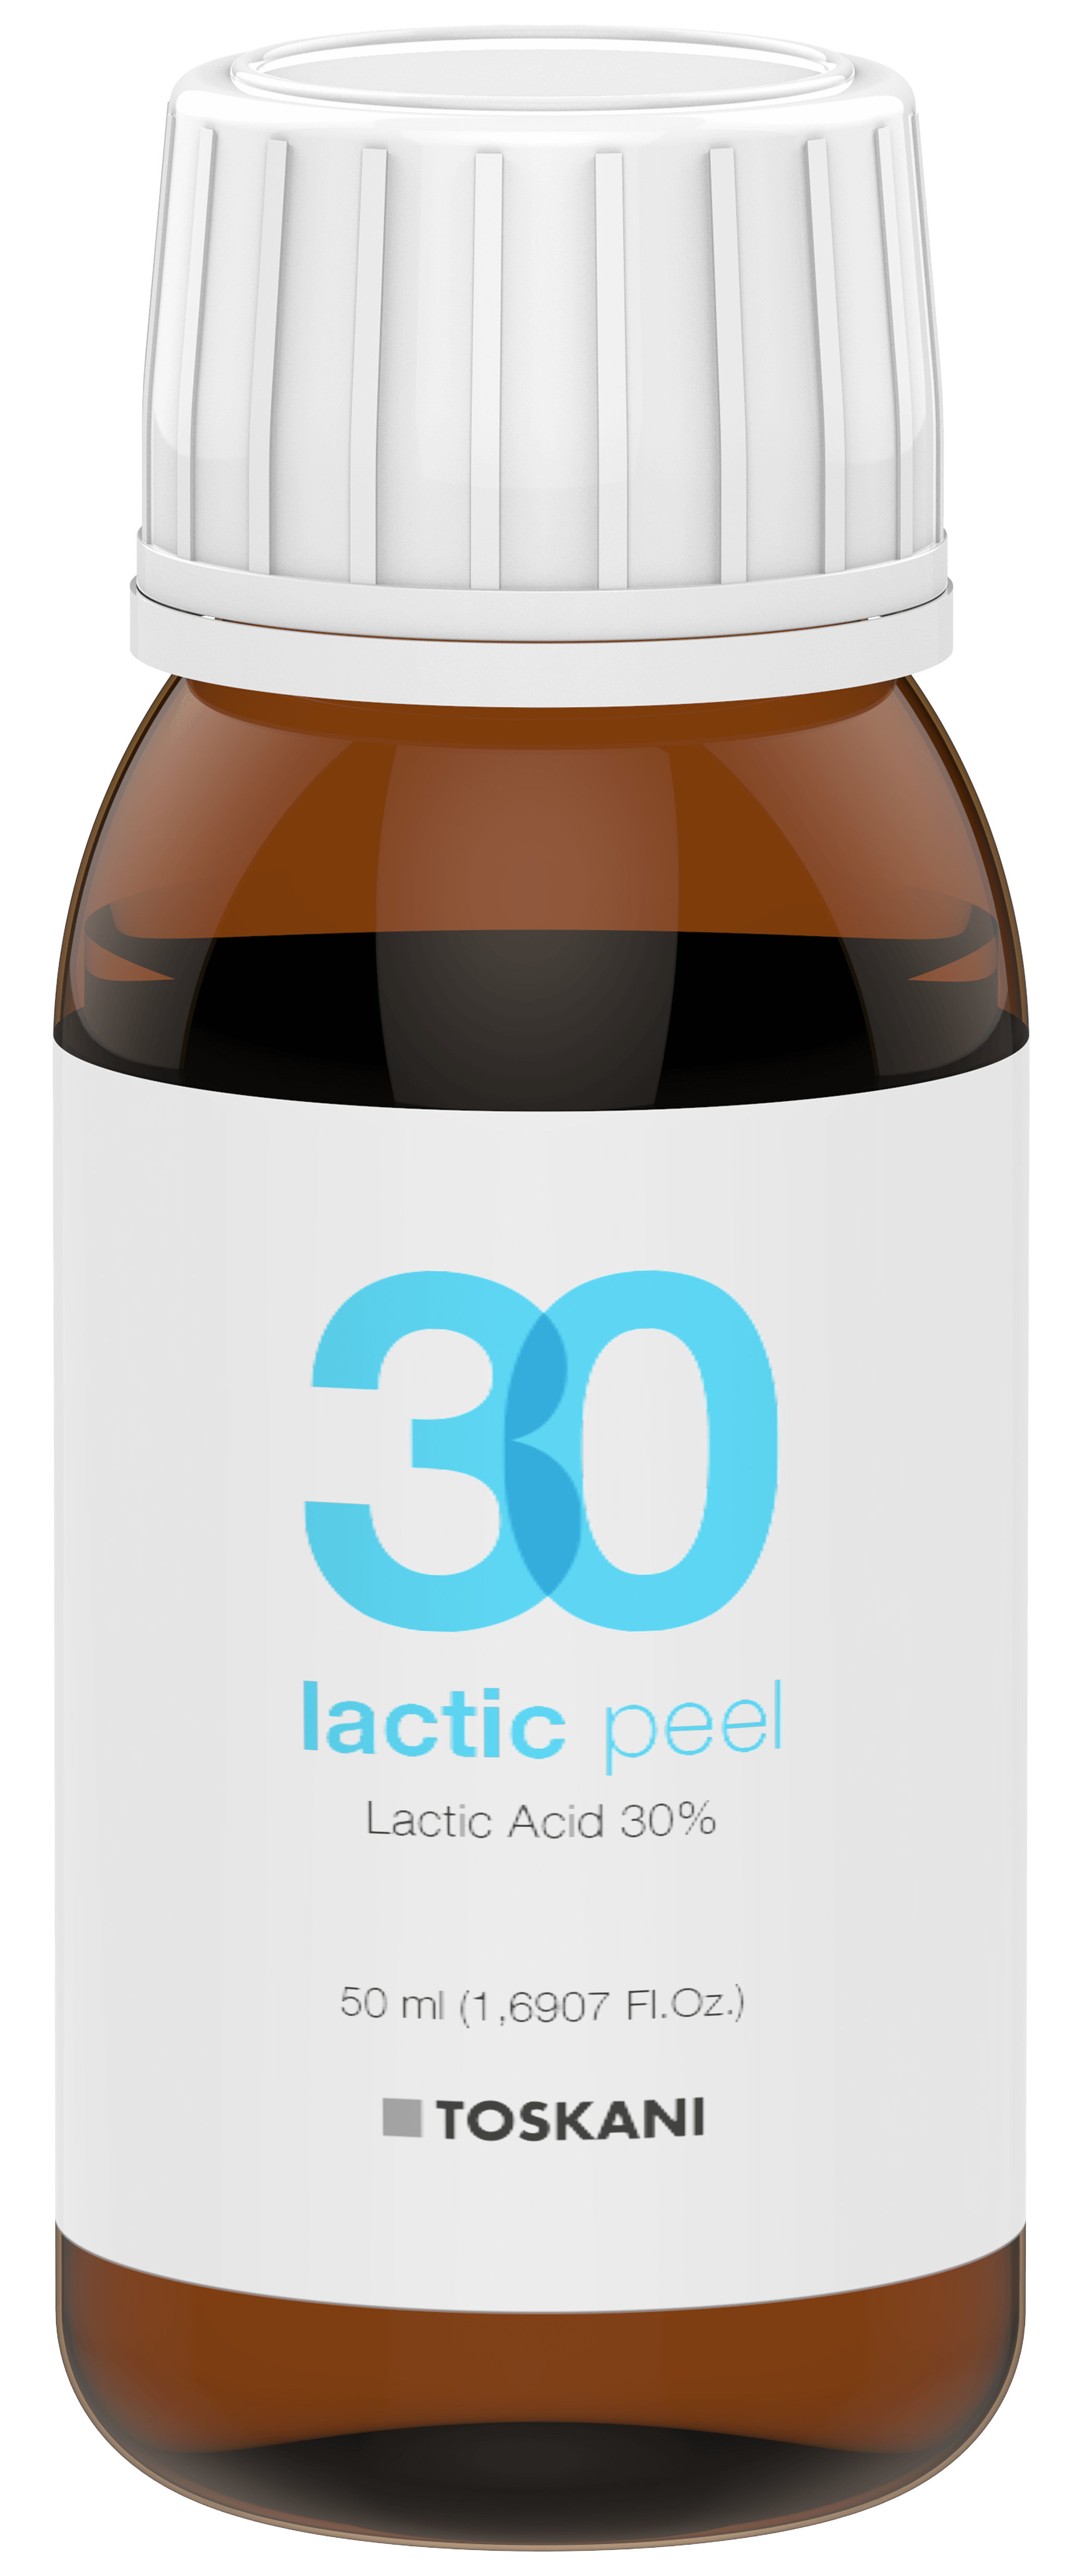 30
lactic peel
Lactic Acid 30%
50 ml (1,6907 Fl.Oz.)
TOSKANI